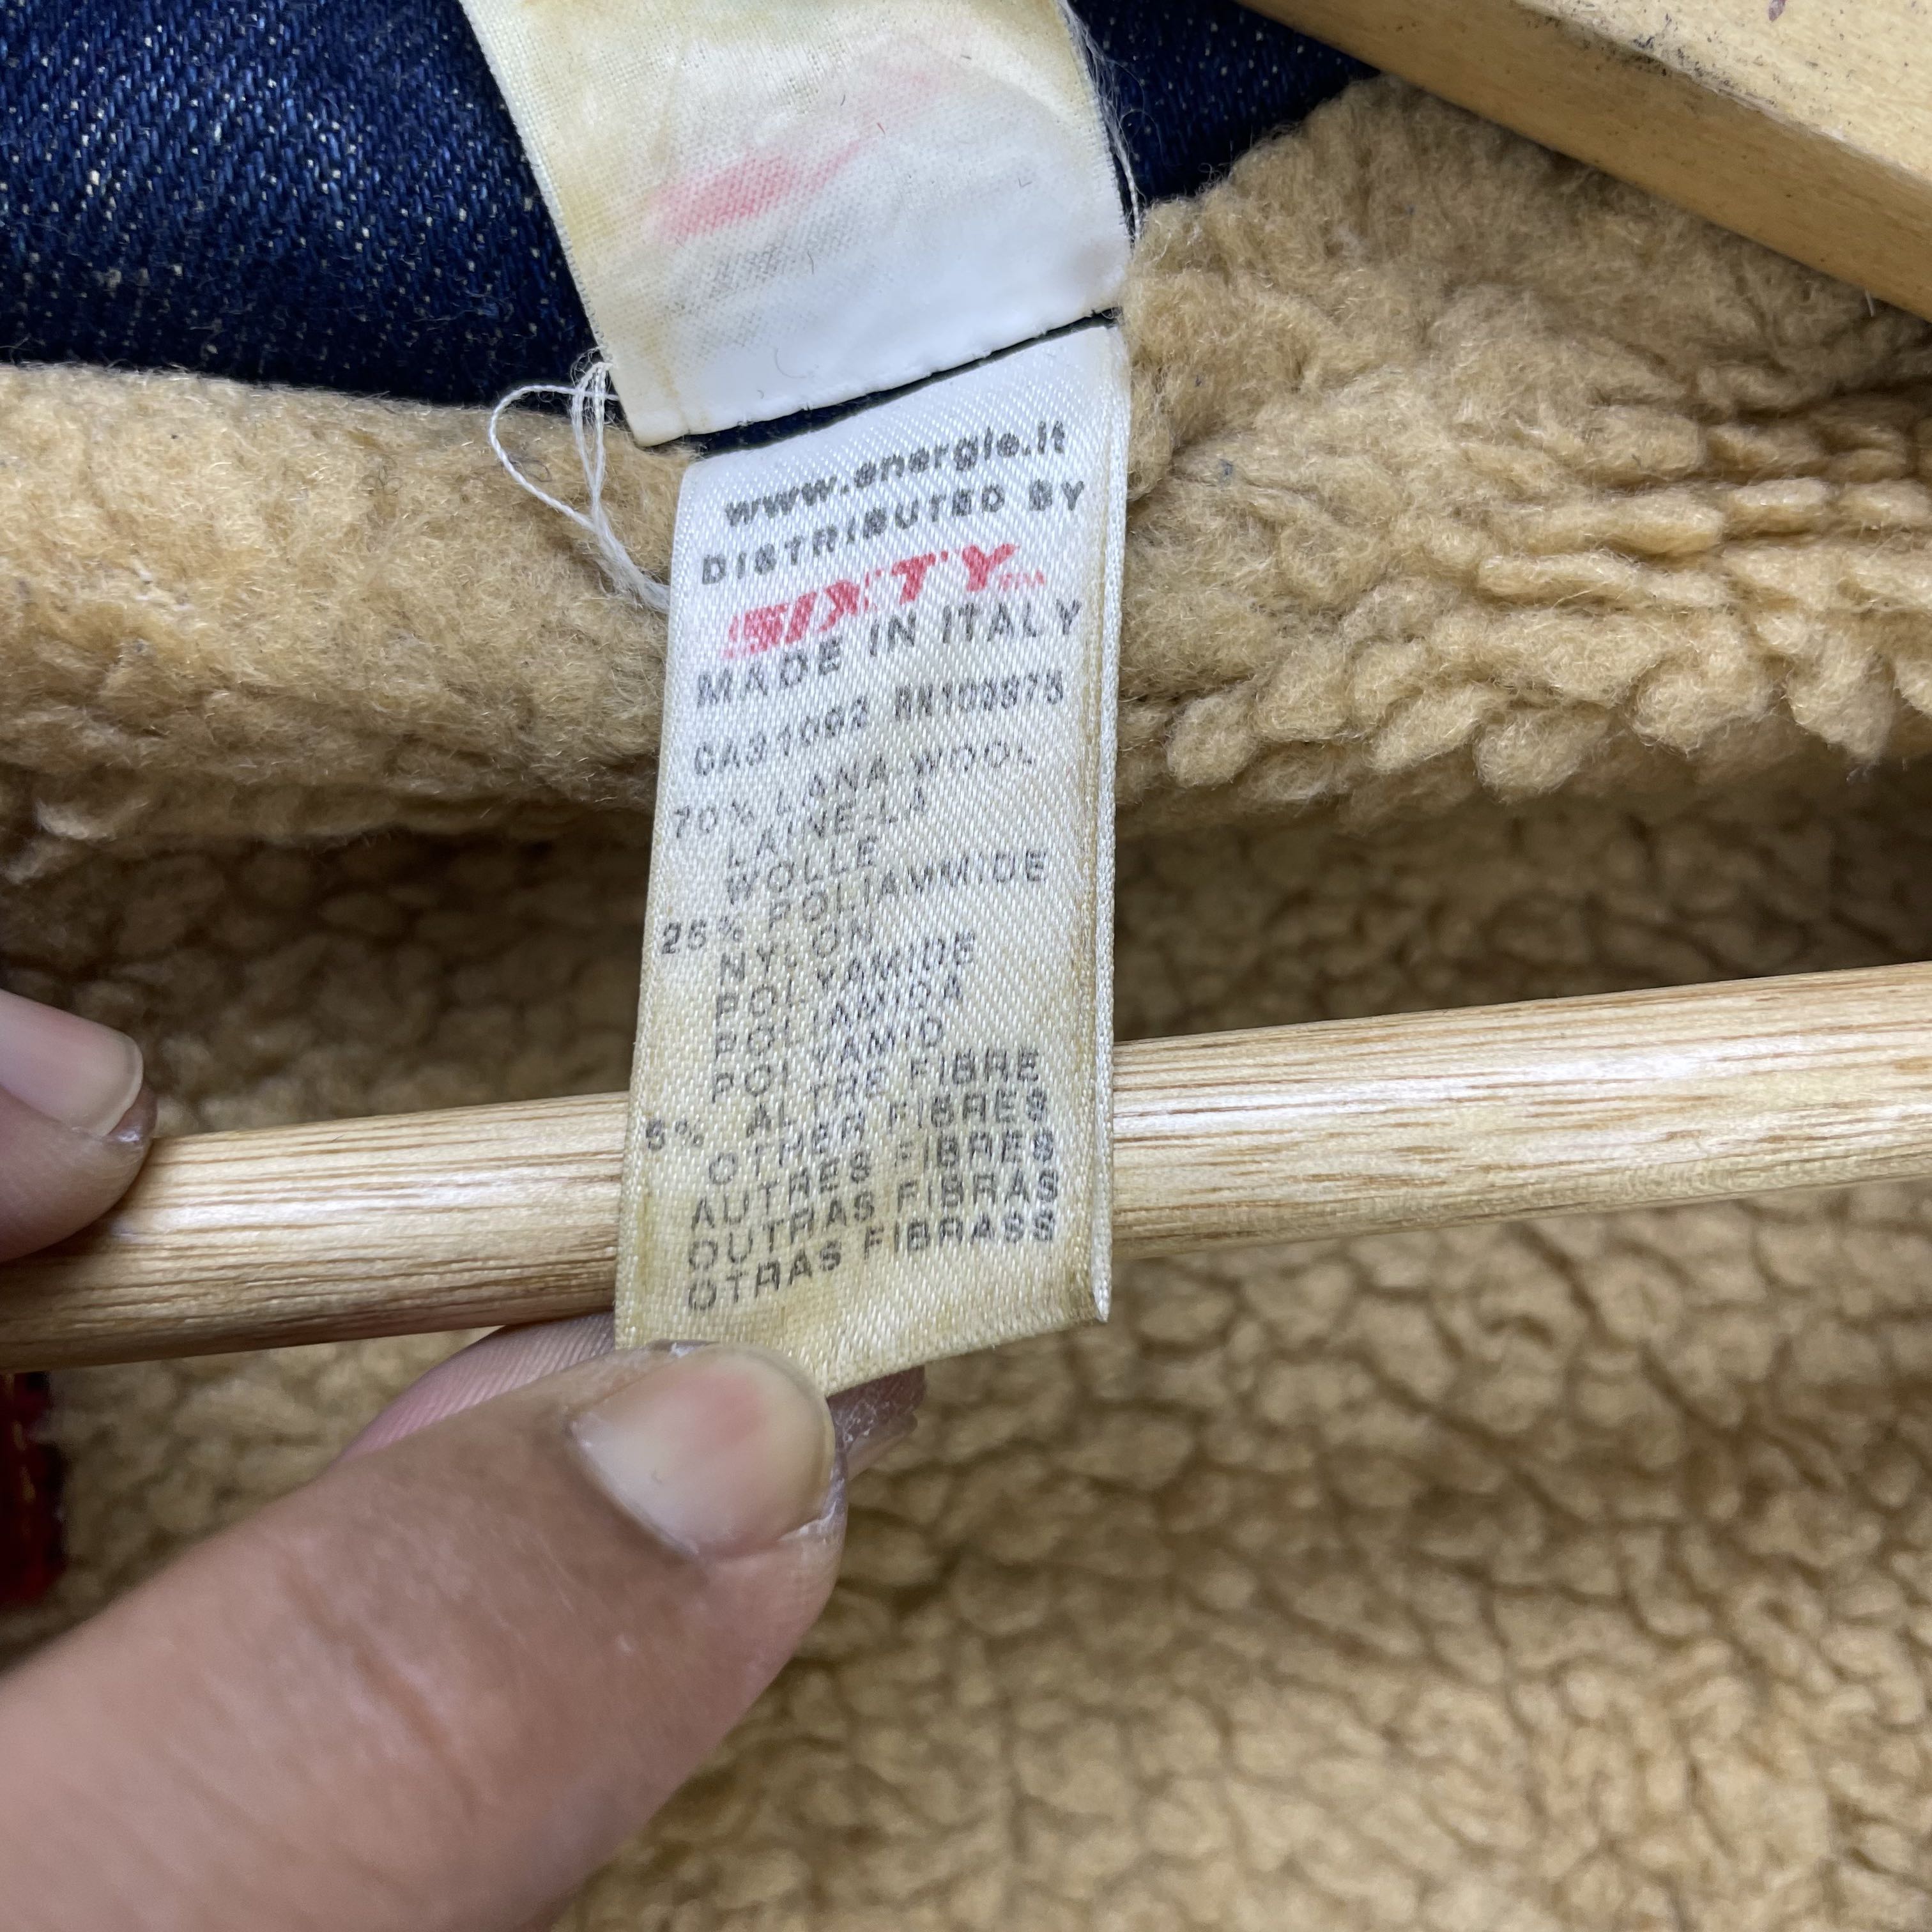 www.energie.it
DISTRIBUTED BY
SIXTY
MADE IN ITALY
CA31093
70% LANA WOOL
LAINE LÃ
WOLLE
25% POLIAMMIDE
NYLON
POLYAMIDE
POLIAMIDA
POLYAMID
5% ALTRE FIBRE
OTHER FIBRES
AUTRES FIBRES
OUTRAS FIBRAS
OTRAS FIBRASS